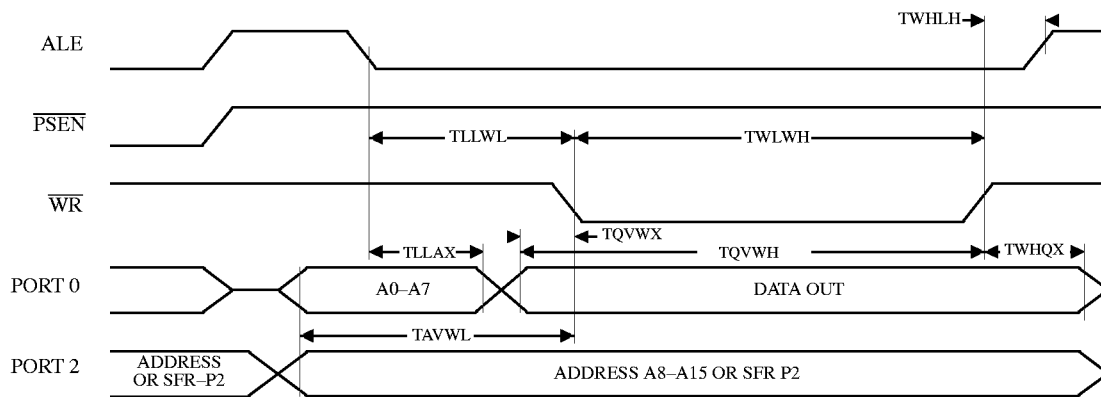 TWHLH
ALE
PSEN
TLLWL
TWLWH
WR
TQVWX
TLLAX
TQVWH
TWHQX
PORT 0
A0–A7
DATA OUT
TAVWL
PORT 2
ADDRESS
OR SFR–P2
ADDRESS A8–A15 OR SFR P2